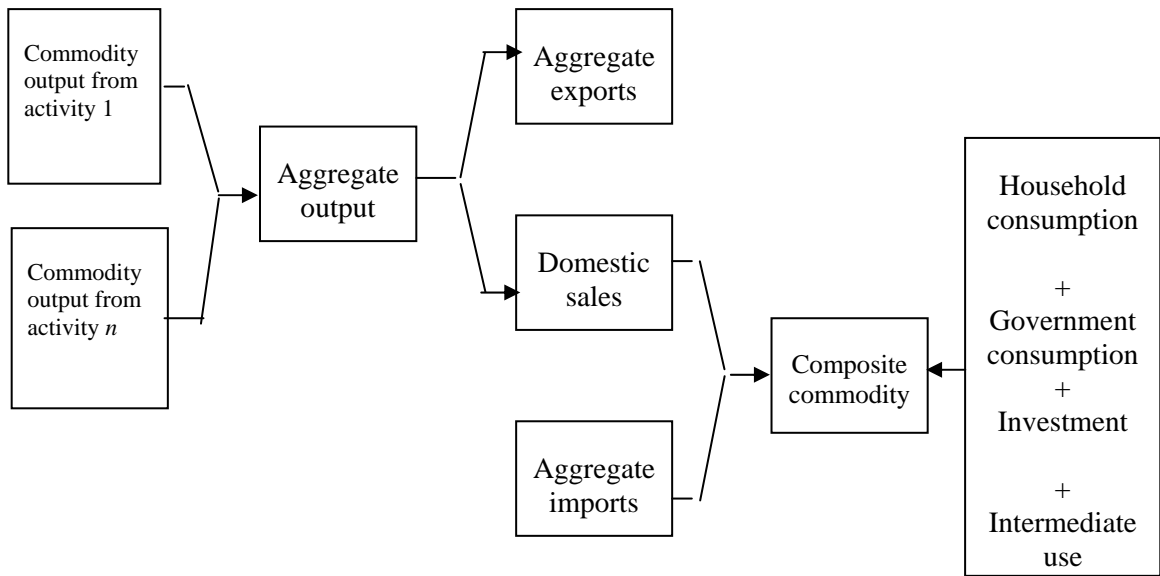 Commodity
output from
activity 1
Commodity
output from
activity n
Aggregate
output
Aggregate
exports
Domestic
sales
Aggregate
imports
Composite
commodity
Household
consumption
+
Government
consumption
+
Investment
+
Intermediate
use